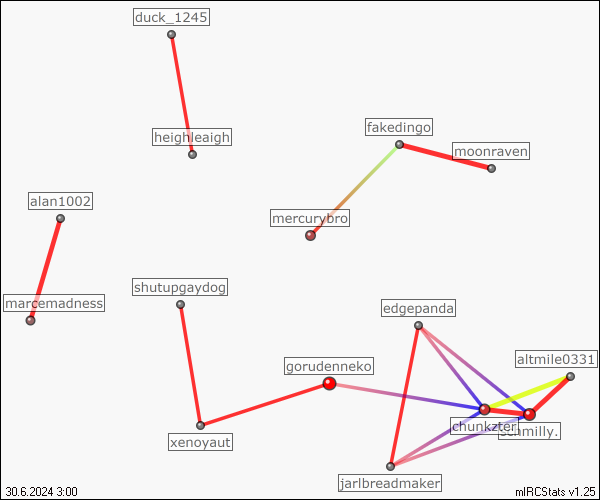 duck_1245
fakedingo
heighleaigh
moonraven
alan1002
mercurybro
shutupgaydog
marcemadness
edgepanda
altmile0331
gorudenneko
chunkzter
schmilly.
xenoyaut
jarlbreadmaker
30.6.2024 3:00
mIRCStats v1.25